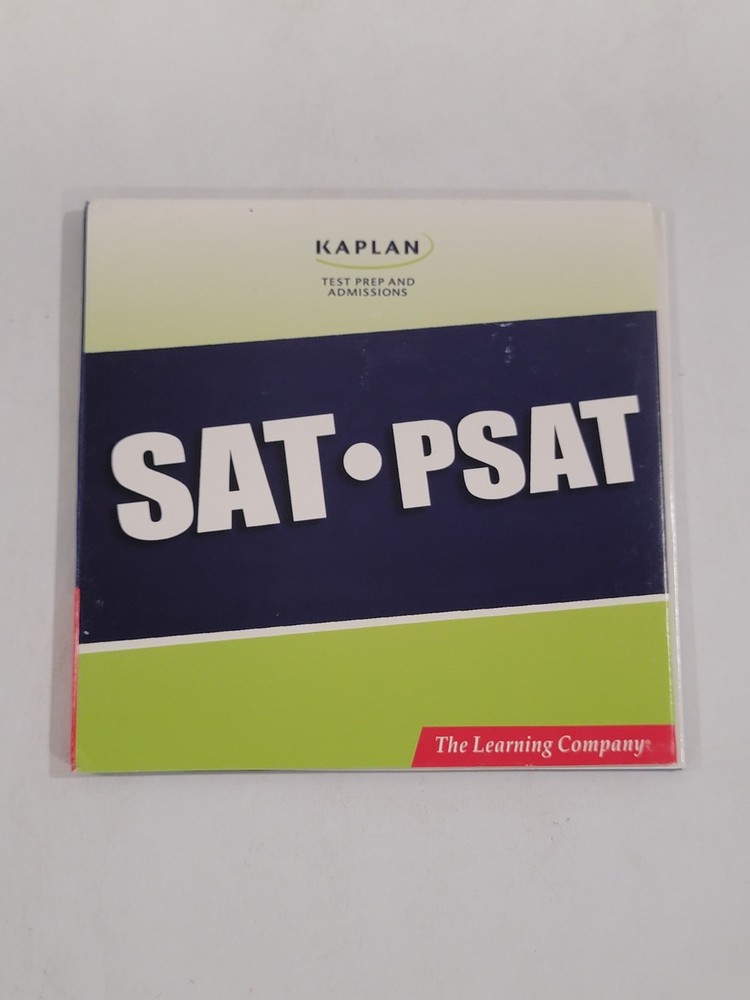 KAPLAN
TEST PREP AND
ADMISSIONS
SAT•PSAT
The Learning Company®